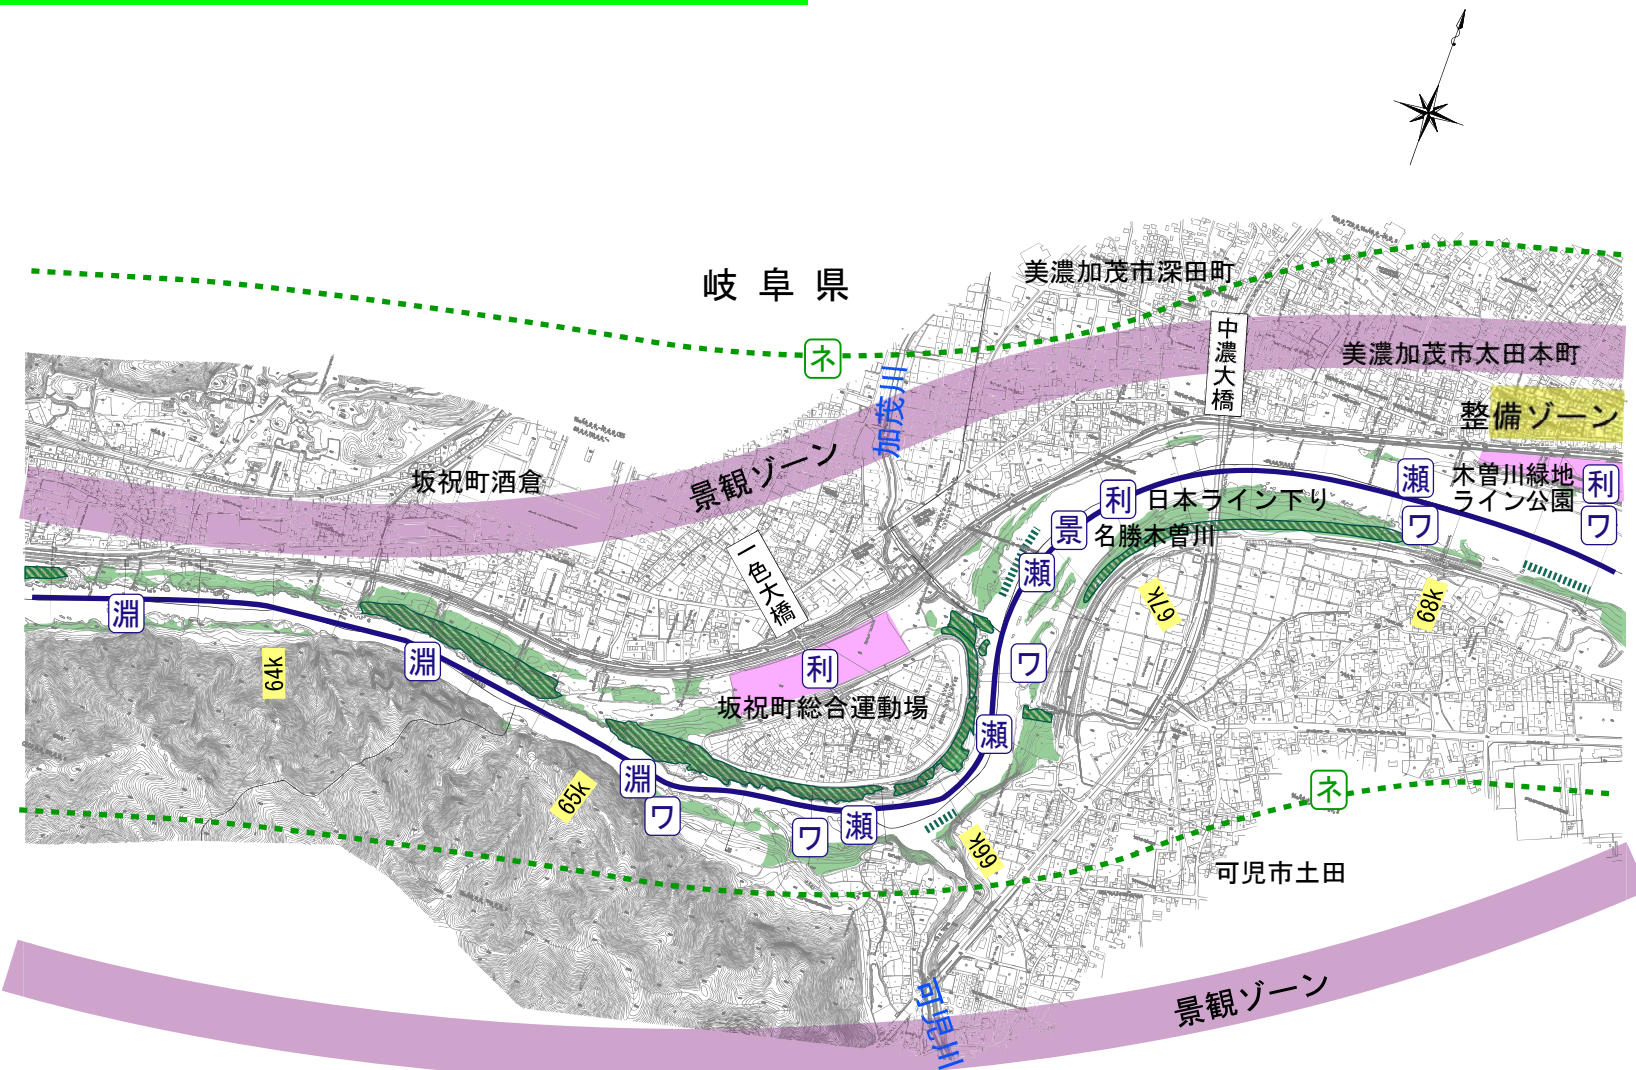 岐阜県
美濃加茂市深田町
ネ
中濃大橋
美濃加茂市太田本町
加茂川
整備ゾーン
景観ゾーン
坂祝町酒倉
瀬
木曽川緑地
ライン公園
利
利
日本ライン下り
景
名勝木曽川
ワ
ワ
一色大橋
瀬
淵
67k
68k
淵
64k
利
ワ
坂祝町総合運動場
瀬
淵
65k
ワ
ワ
瀬
66k
ネ
可児市土田
景観ゾーン
可児川